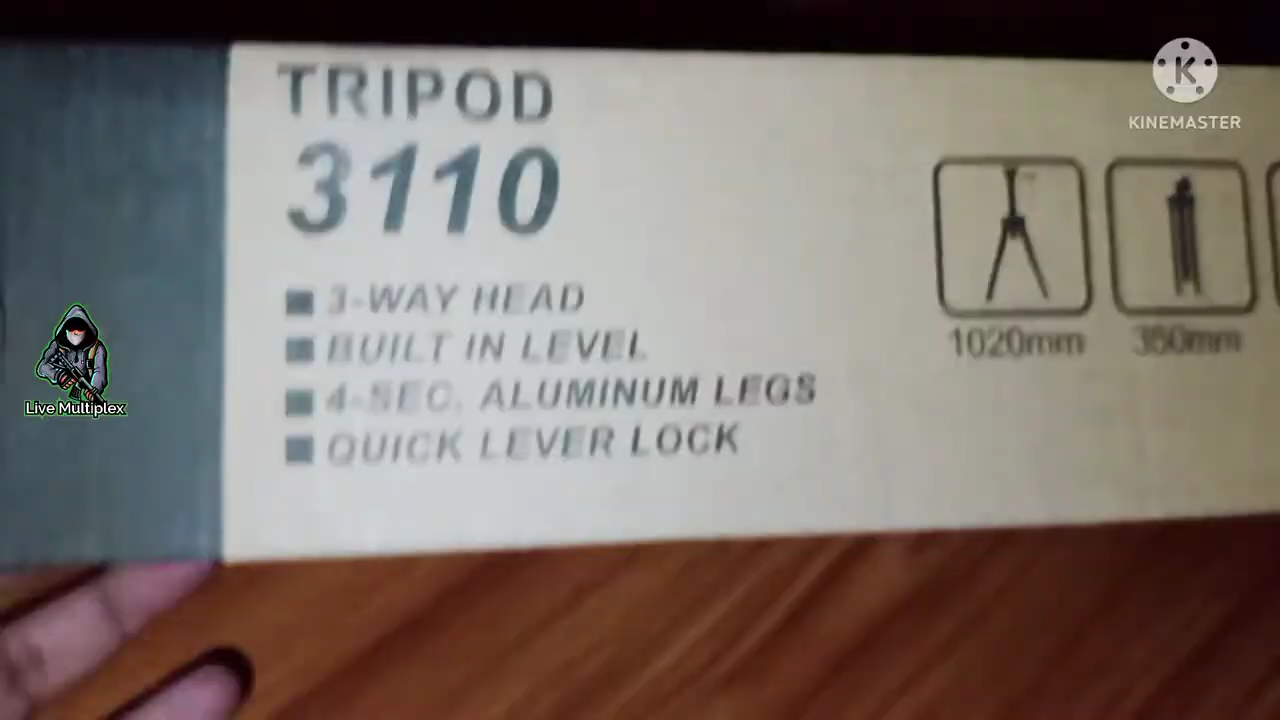 TRIPOD
3110
3-WAY HEAD
BUILT IN LEVEL
4-SEC. ALUMINUM LEGS
QUICK LEVER LOCK
1020mm
350mm
K
KINEMASTER
Live Multiplex